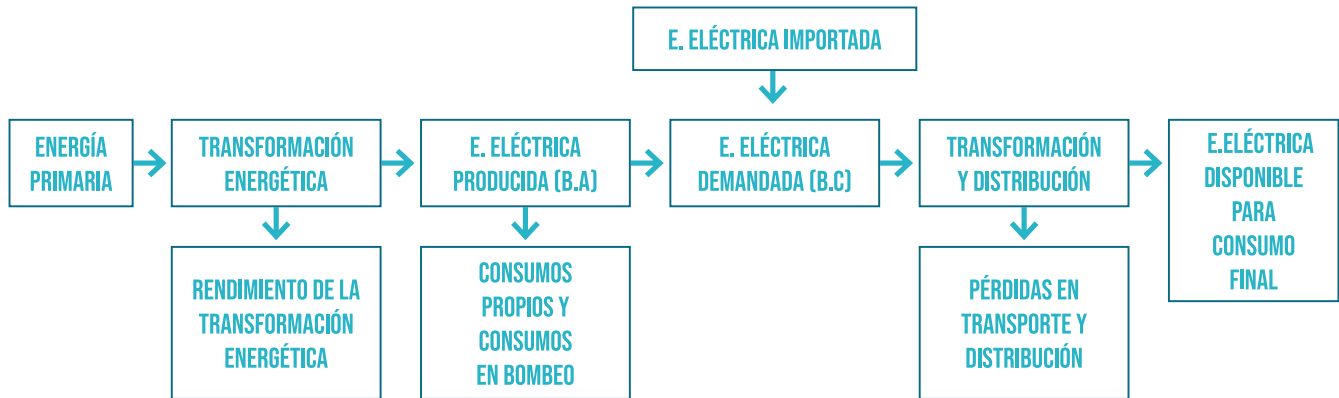 E. ELÉCTRICA IMPORTADA
ENERGÍA
PRIMARIA
TRANSFORMACIÓN
ENERGÉTICA
E. ELÉCTRICA
PRODUCIDA (B.A)
E. ELÉCTRICA
DEMANDADA (B.C)
TRANSFORMACIÓN
Y DISTRIBUCIÓN
E.ELÉCTRICA
DISPONIBLE
PARA
CONSUMO
FINAL
RENDIMIENTO DE LA
TRANSFORMACIÓN
ENERGÉTICA
CONSUMOS
PROPIOS Y
CONSUMOS
EN BOMBEO
PÉRDIDAS EN
TRANSPORTE Y
DISTRIBUCIÓN